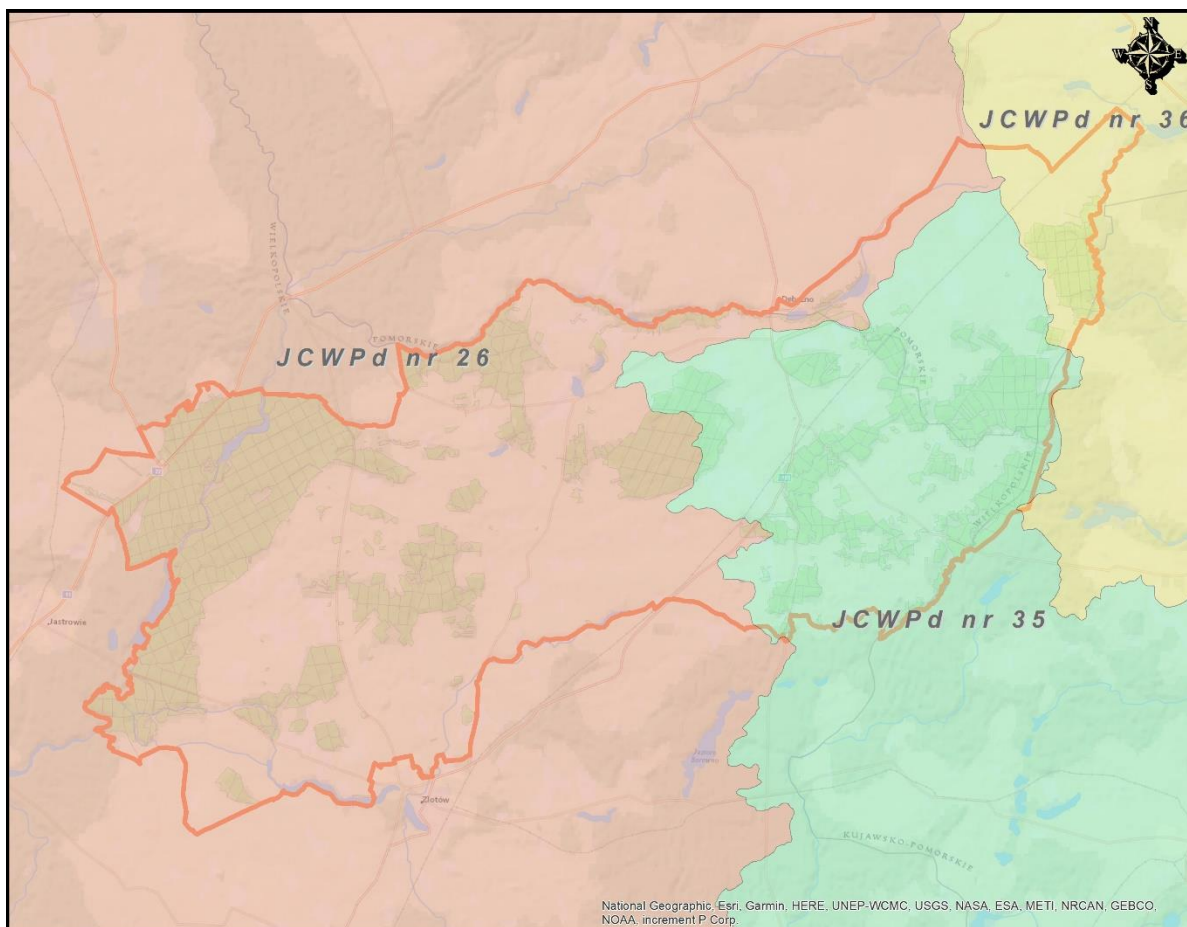 N
W E
S
JCWPd nr 36
WIELKOPOLSKIE
POMORSKIE
JCWPd nr 26
POMORSKIE
WIELKOPOLSKIE
Jastrowie
JCWPd nr 35
Złotów
KUJAWSKO-POMORSKIE
National Geographic, Esri, Garmin, HERE, UNEP-WCMC, USGS, NASA, ESA, METI, NRCAN, GEBCO,
NOAA, increment P Corp.